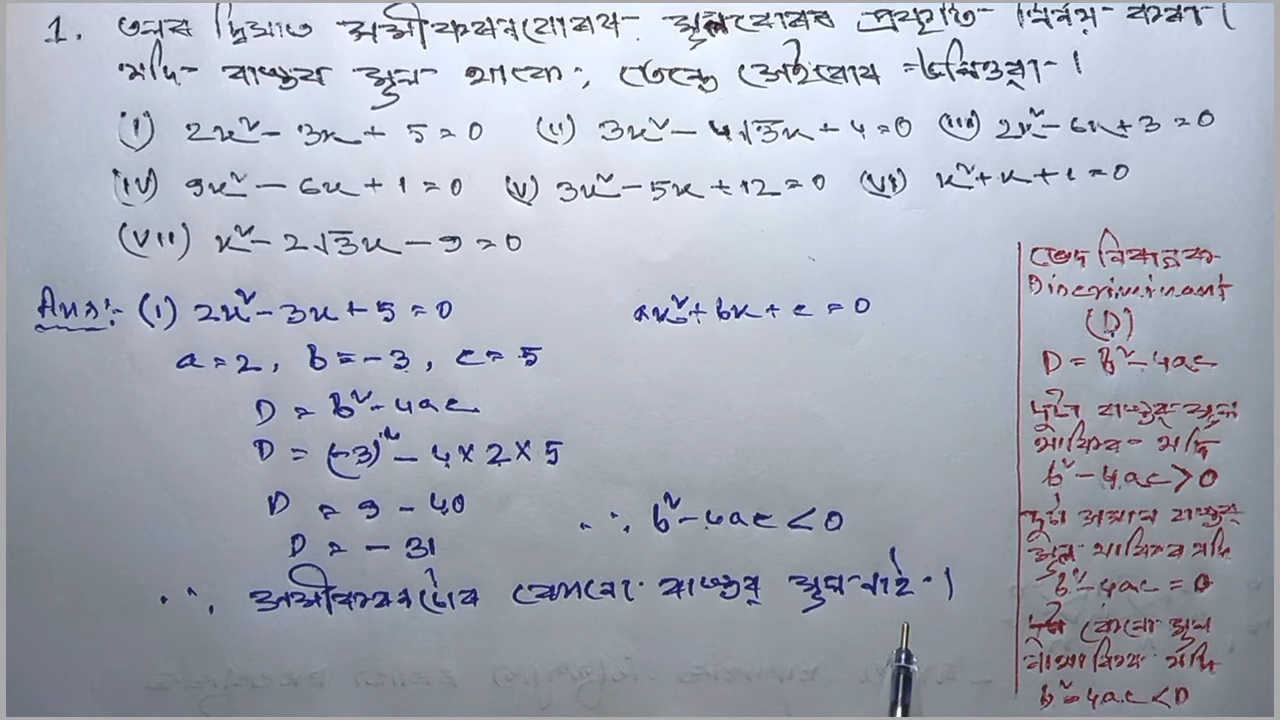 1. তলৰ দ্বিঘাত সমীকৰণবোৰৰ মূলবোৰৰ প্ৰকৃতি নিৰ্ণয় কৰা।
যদি বাস্তৱ মূল থাকে, তেন্তে সেইবোৰ উলিওৱা।
(i) 2x² - 3x + 5 = 0 (ii) 3x² - 4√3x + 4 = 0 (iii) 2x² - 6x + 3 = 0
(iv) 9x² - 6x + 1 = 0 (v) 3x² - 5x + 12 = 0 (vi) x² + x + 1 = 0
(vii) x² - 2√3x - 9 = 0
Ans:- (i) 2x² - 3x + 5 = 0
a = 2, b = -3, c = 5
D = b² - 4ac
D = (-3)² - 4 × 2 × 5
D = 9 - 40
D = - 31
∴ সমীকৰণটোৰ কোনো বাস্তৱ মূল নাই।
ax² + bx + c = 0
∴ b² - 4ac < 0
ভেদ নিৰূপক
Discriminant
(D)
D = b² - 4ac
দুটা বাস্তৱ মূল
থাকিব যদি
b² - 4ac > 0
দুটা সমান বাস্তৱ
মূল থাকিব যদি
b² - 4ac = 0
কোনো মূল
নাথাকিব যদি
b² - 4ac < 0